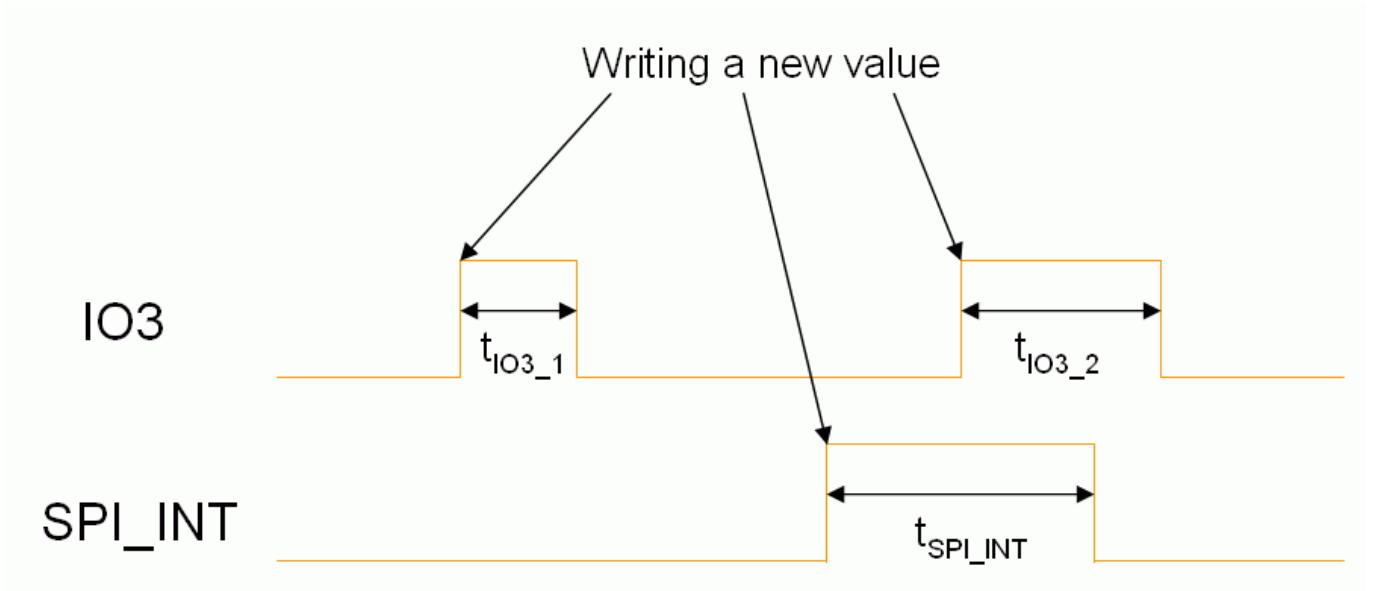 Writing a new value
IO3
tIO3_1
tIO3_2
SPI_INT
tSPI_INT